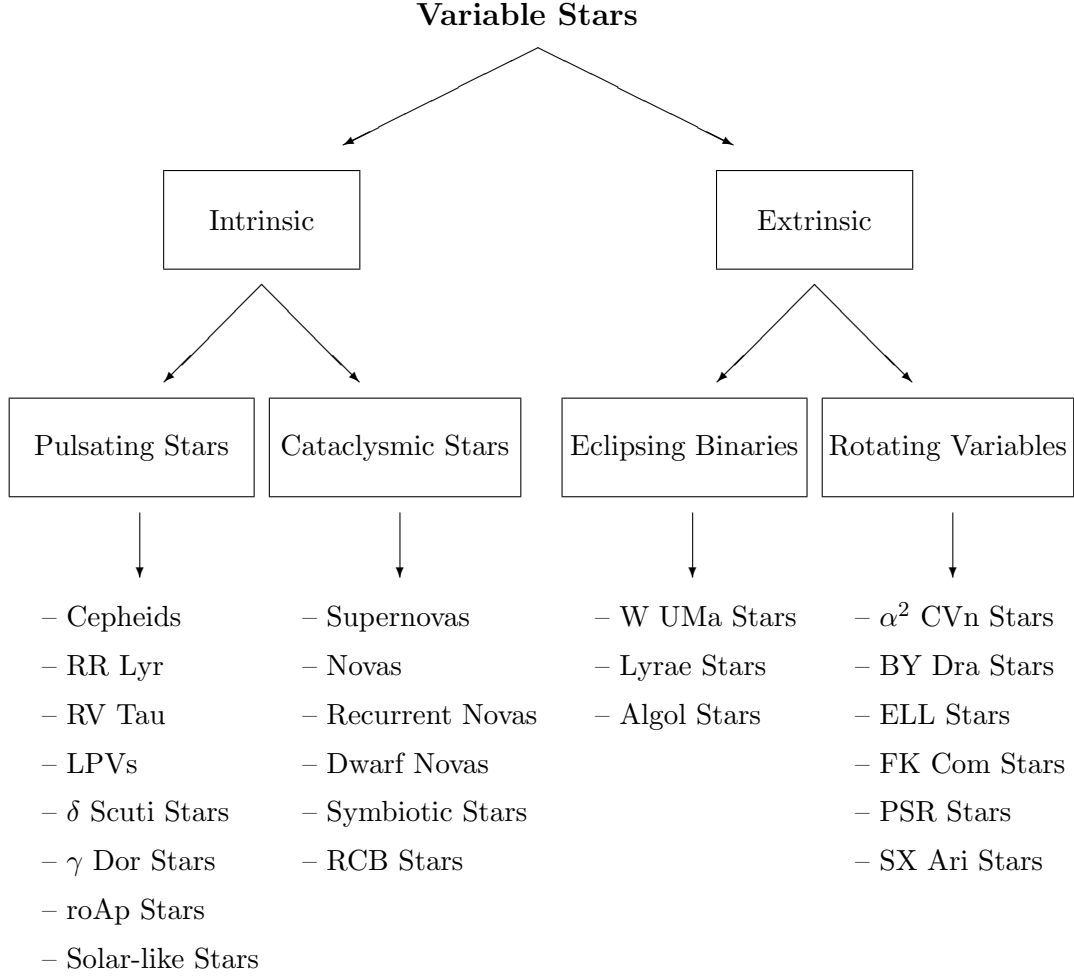 Variable Stars
Intrinsic
Extrinsic
Pulsating Stars
Cataclysmic Stars
Eclipsing Binaries
Rotating Variables
– Cepheids
– RR Lyr
– RV Tau
– LPVs
– δ Scuti Stars
– γ Dor Stars
– roAp Stars
– Solar-like Stars
– Supernovas
– Novas
– Recurrent Novas
– Dwarf Novas
– Symbiotic Stars
– RCB Stars
– W UMa Stars
– Lyrae Stars
– Algol Stars
– α² CVn Stars
– BY Dra Stars
– ELL Stars
– FK Com Stars
– PSR Stars
– SX Ari Stars